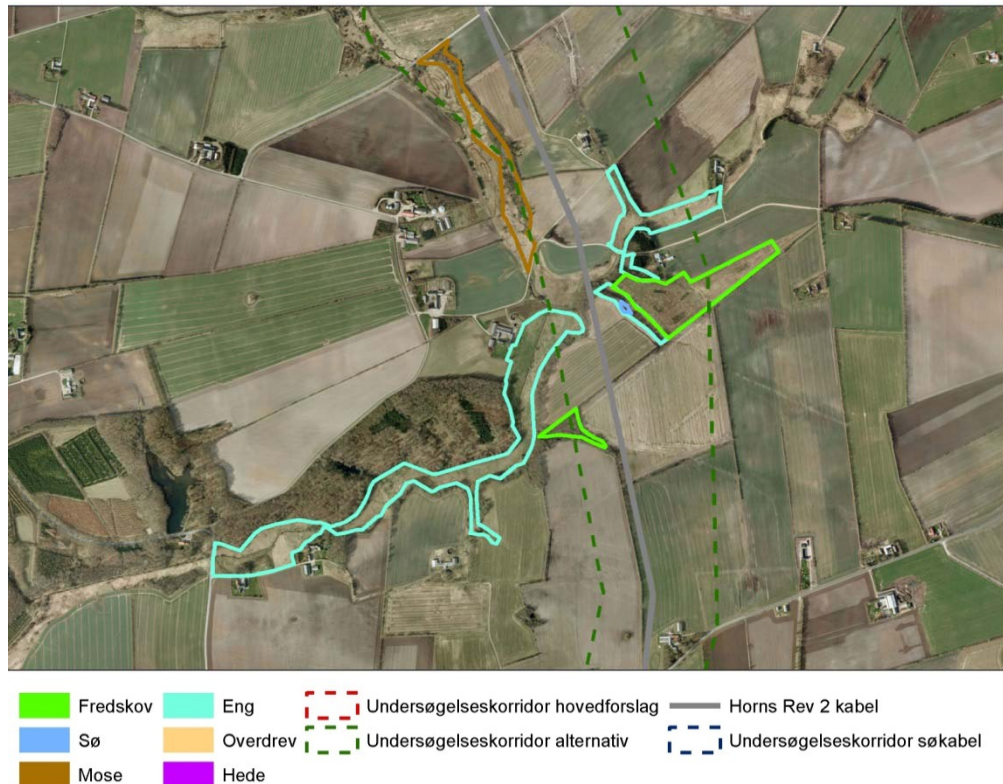 Fredskov
Eng
Undersøgelseskorridor hovedforslag
Horns Rev 2 kabel
Sø
Overdrev
Undersøgelseskorridor alternativ
Undersøgelseskorridor søkabel
Mose
Hede